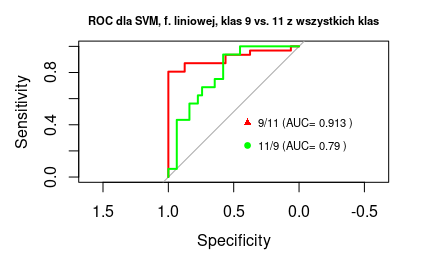 ROC dla SVM, f. liniowej, klas 9 vs. 11 z wszystkich klas
Sensitivity
0.8
0.4
0.0
9/11 (AUC= 0.913 )
11/9 (AUC= 0.79 )
1.5 1.0 0.5 0.0 -0.5
Specificity